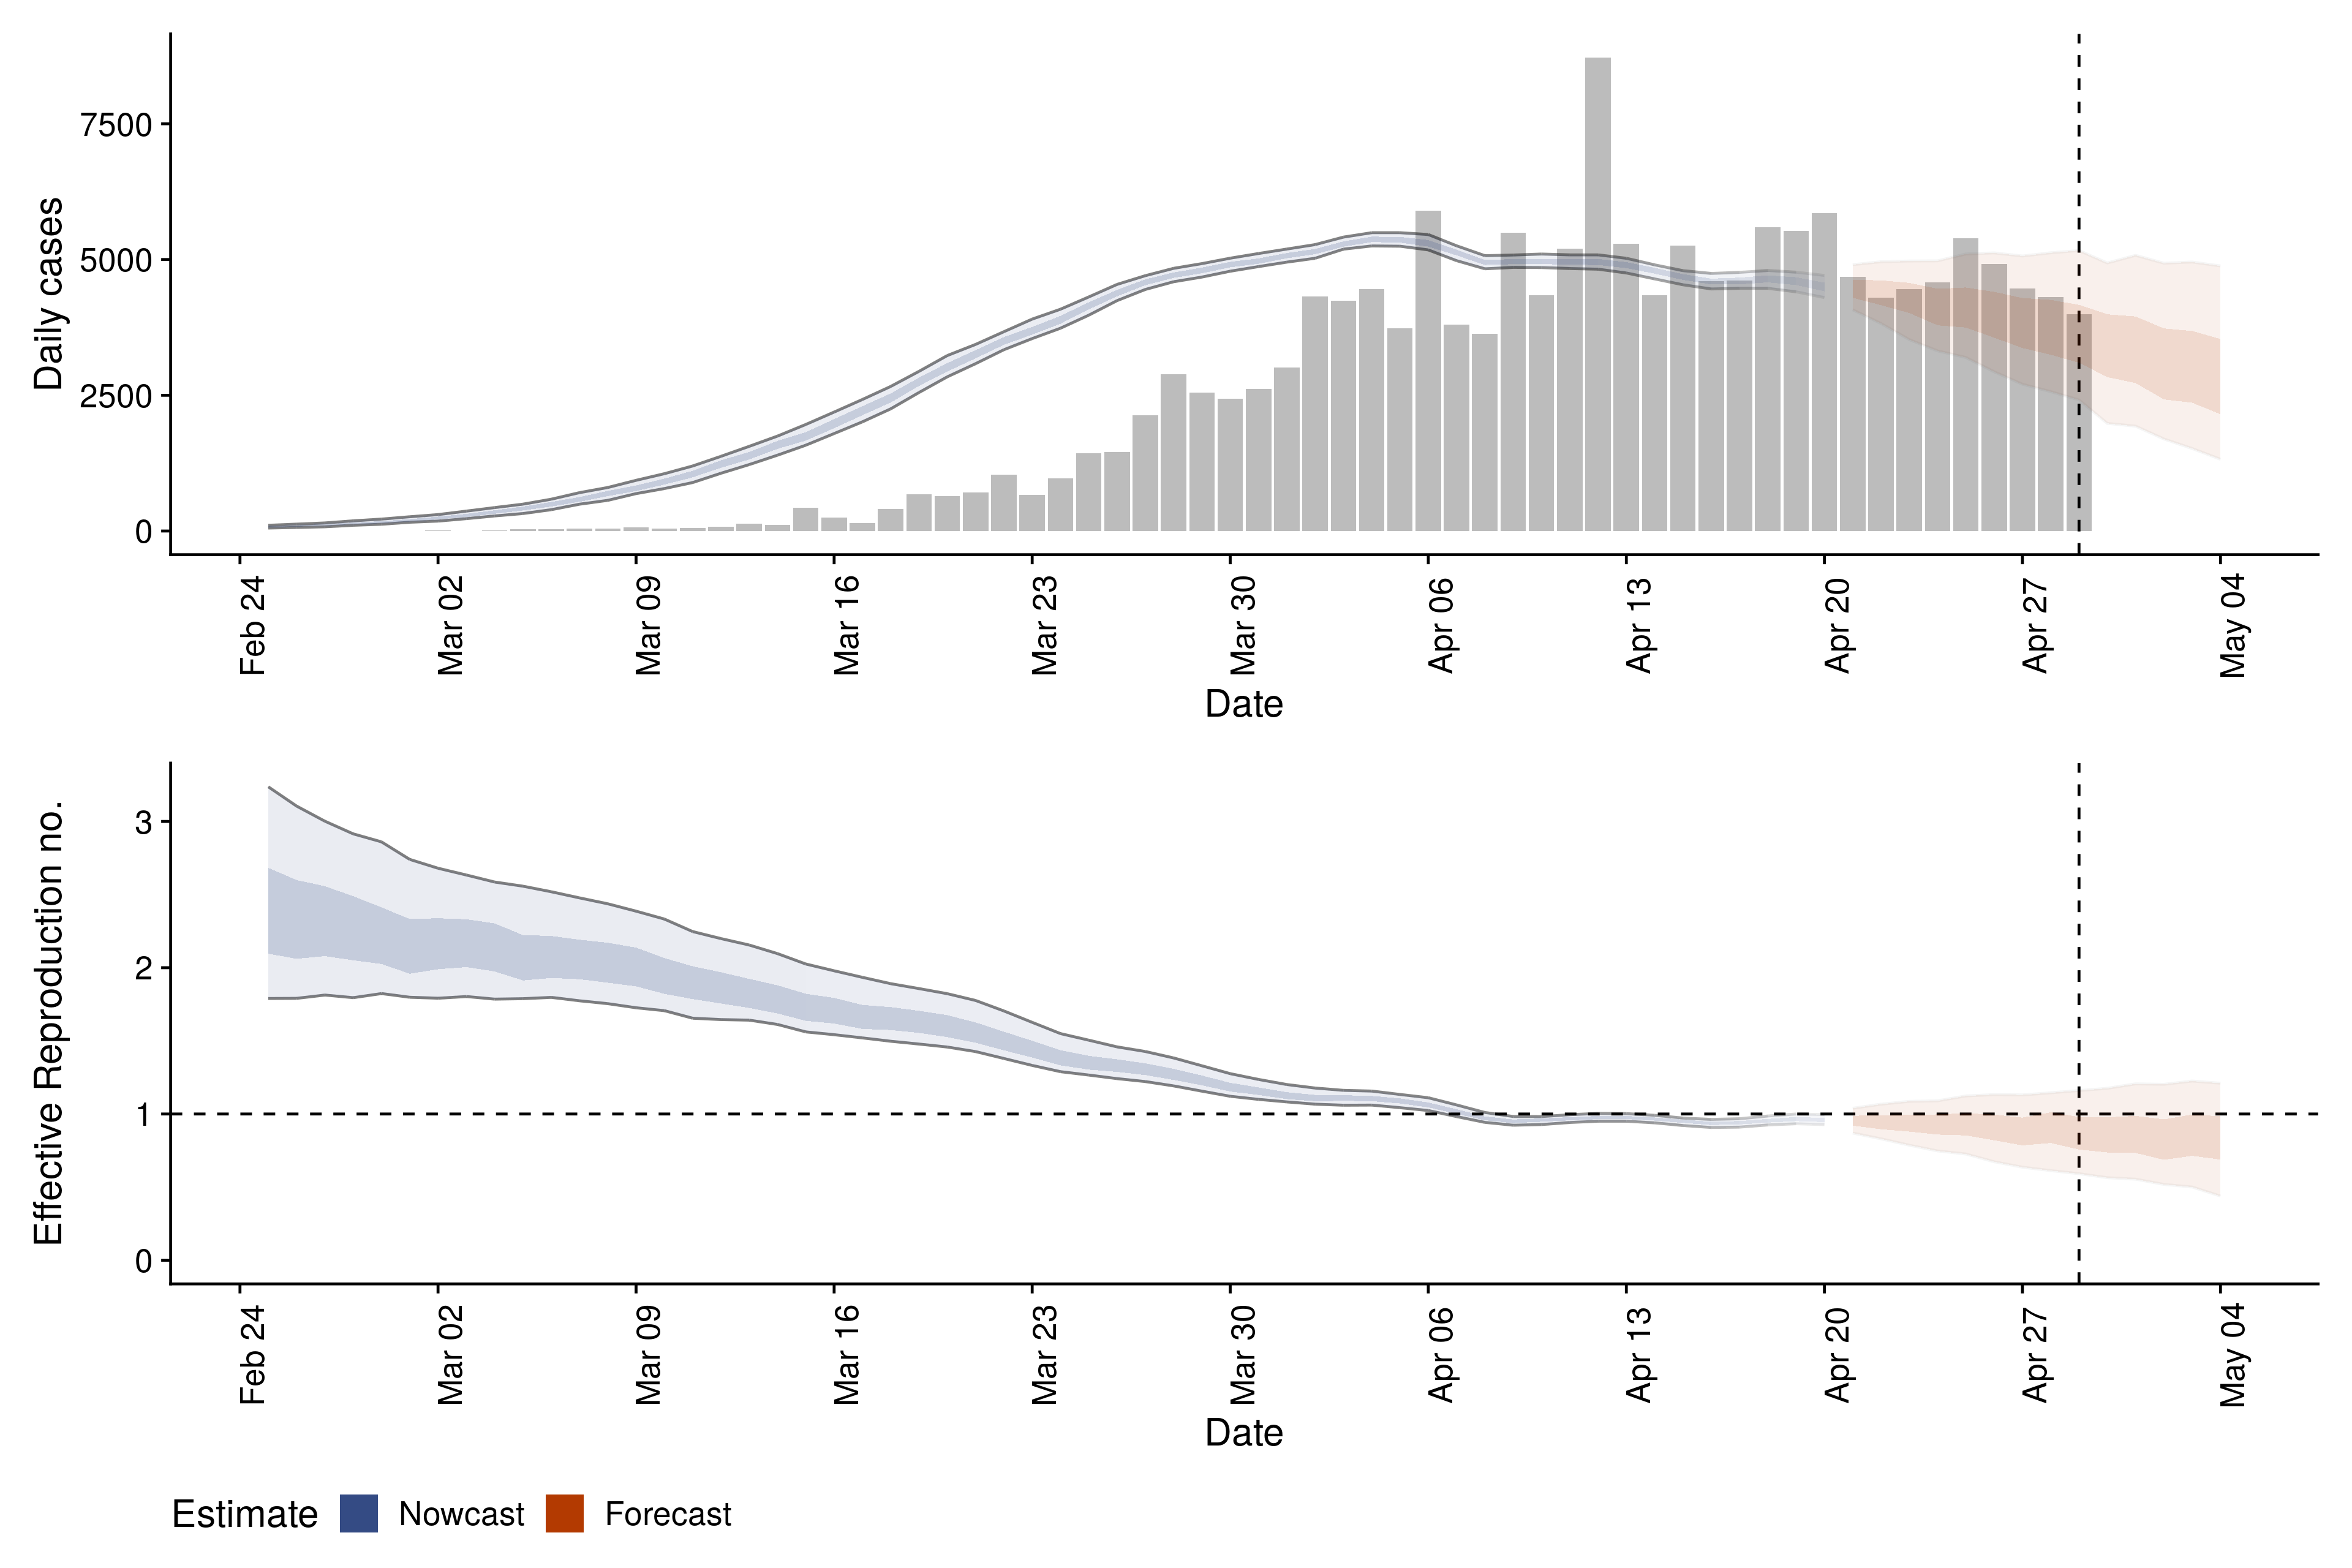 Daily cases
7500
5000
2500
0
Feb 24
Mar 02
Mar 09
Mar 16
Mar 23
Mar 30
Apr 06
Apr 13
Apr 20
Apr 27
May 04
Date
Effective Reproduction no.
3
2
1
0
Feb 24
Mar 02
Mar 09
Mar 16
Mar 23
Mar 30
Apr 06
Apr 13
Apr 20
Apr 27
May 04
Date
Estimate Nowcast Forecast